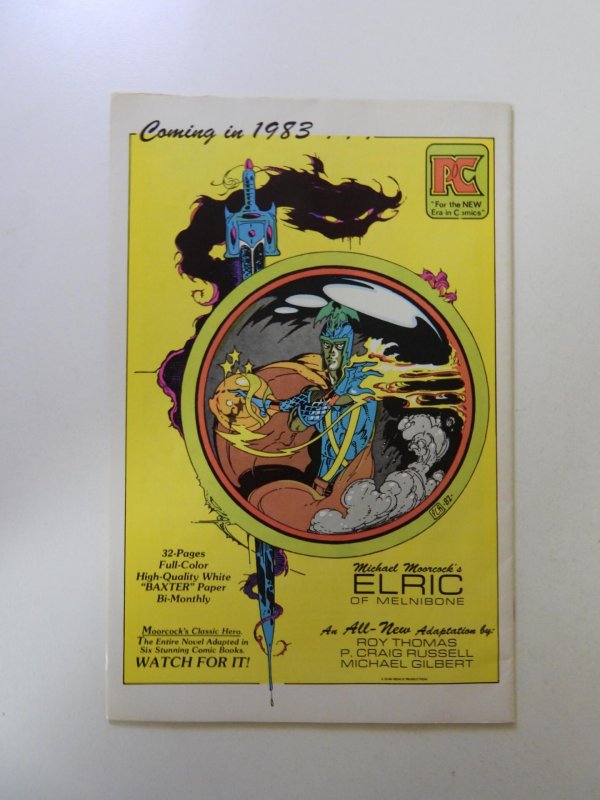 Coming in 1983 . . .
PC
"For the NEW
Era in Comics"
PCR -82-
32-Pages
Full-Color
High-Quality White
"BAXTER" Paper
Bi-Monthly
Michael Moorcock's
ELRIC
OF MELNIBONE
Moorcock's Classic Hero.
The Entire Novel Adapted in
Six Stunning Comic Books.
WATCH FOR IT!
An All-New Adaptation by:
ROY THOMAS
P. CRAIG RUSSELL
MICHAEL GILBERT